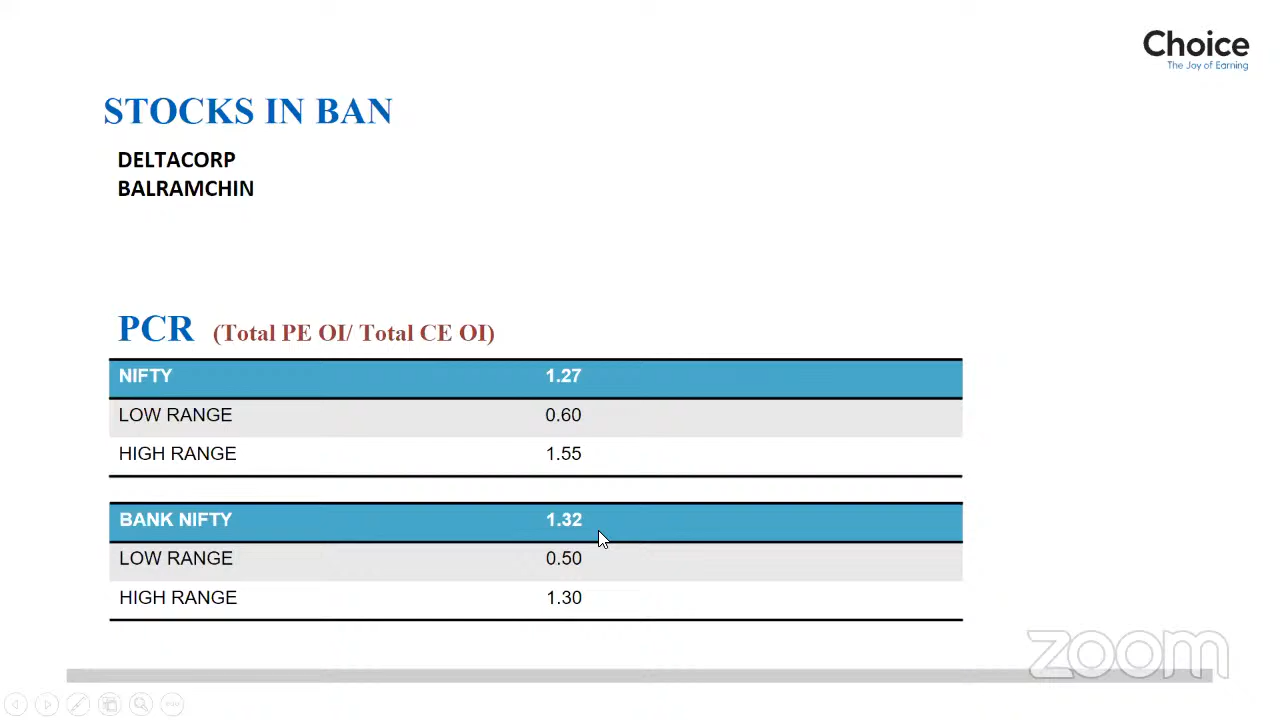 Choice
The Joy of Earning
STOCKS IN BAN
DELTACORP
BALRAMCHIN
PCR (Total PE OI/ Total CE OI)
NIFTY 1.27
LOW RANGE 0.60
HIGH RANGE 1.55
BANK NIFTY 1.32
LOW RANGE 0.50
HIGH RANGE 1.30
zoom